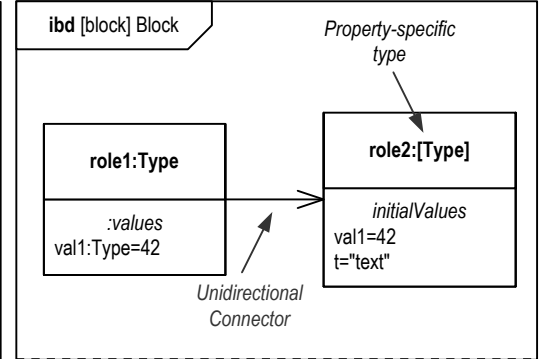 ibd [block] Block
Property-specific
type
role1:Type
role2:[Type]
:values
val1:Type=42
initialValues
val1=42
t="text"
Unidirectional
Connector